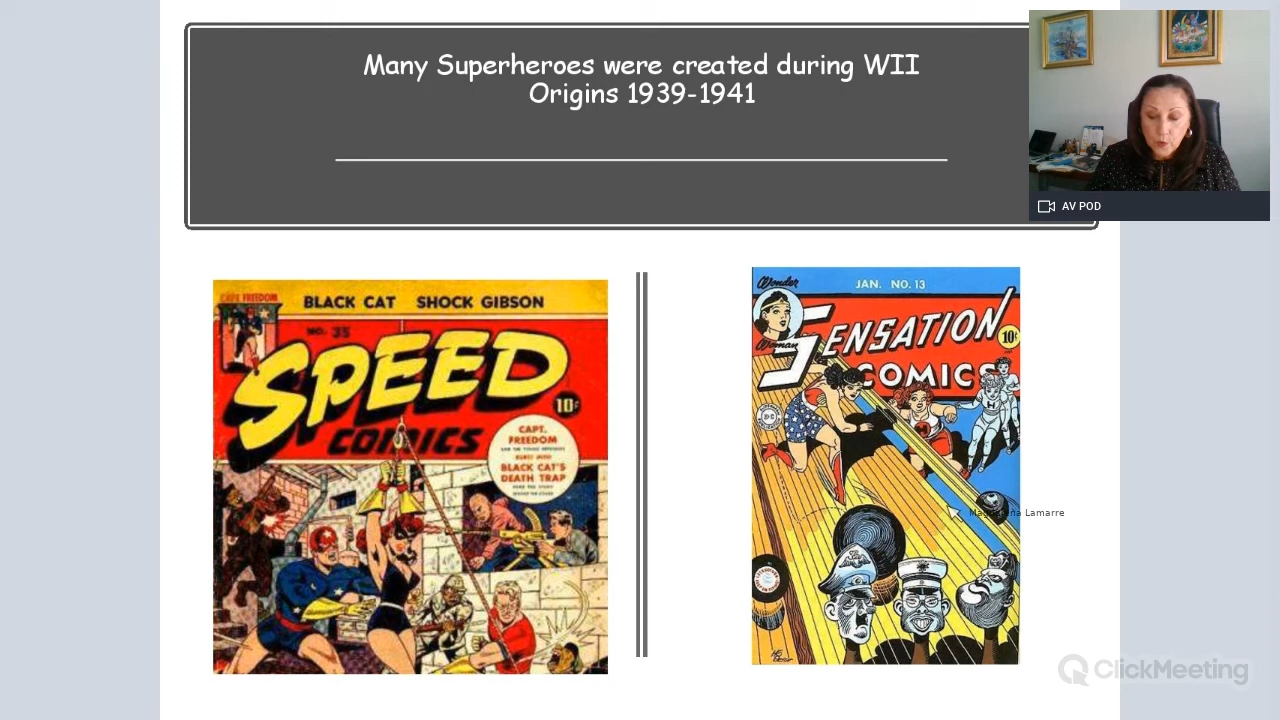 Many Superheroes were created during WII
Origins 1939-1941
AV POD
CAPT. FREEDOM
BLACK CAT SHOCK GIBSON
NO. 35
SPEED
COMICS
10¢
CAPT.
FREEDOM
BLACK CAT'S
DEATH TRAP
Wonder
Woman
JAN. NO. 13
SENSATION
COMICS
10¢
DC
Lamarre
ClickMeeting